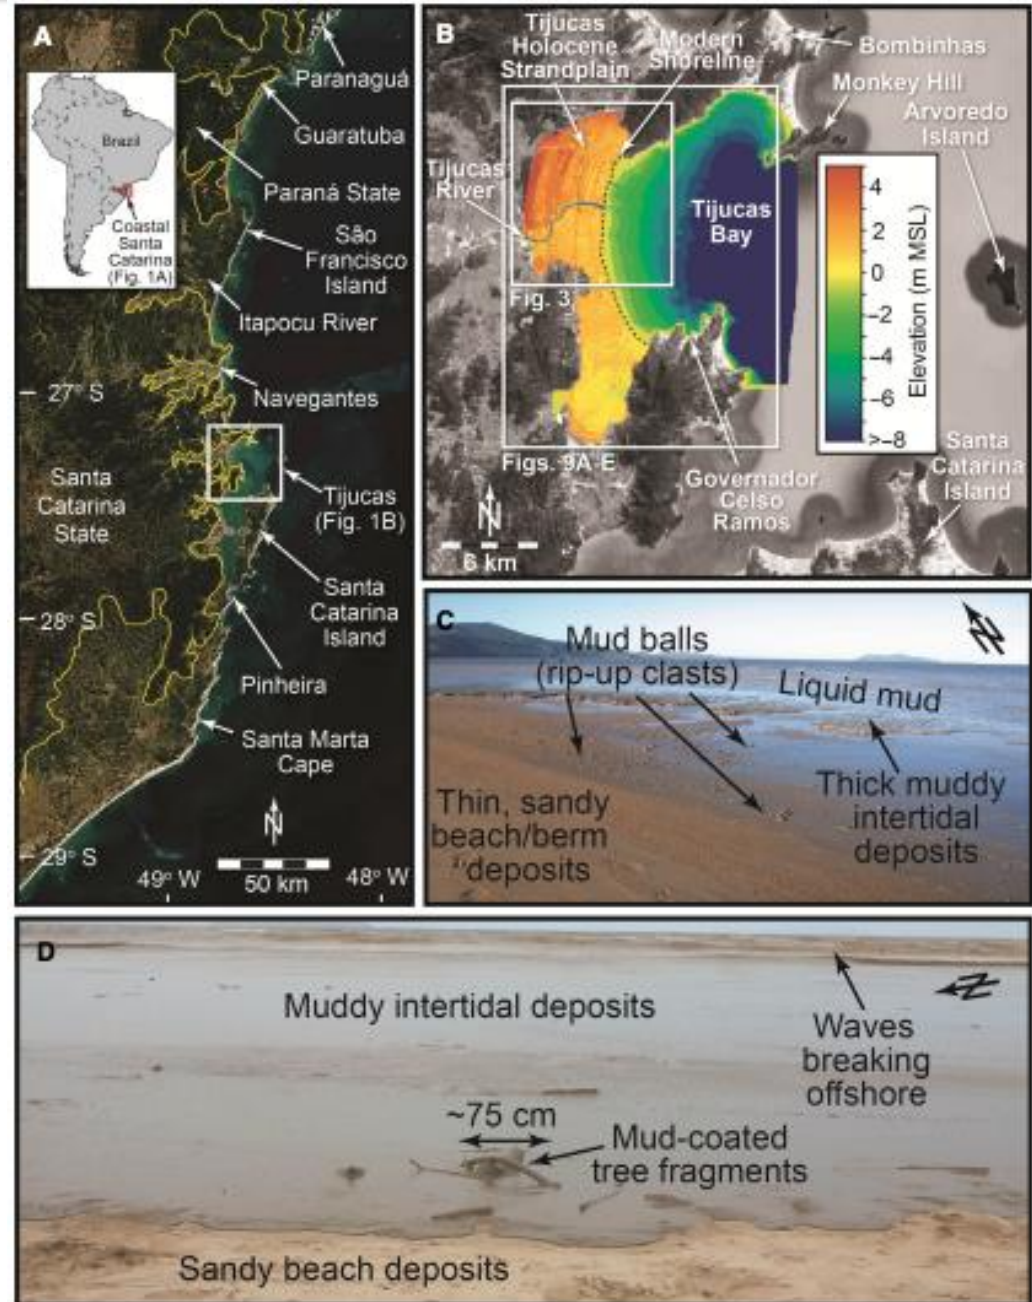 A
Paranaguá
Guaratuba
Brazil
Paraná State
Coastal
Santa
Catarina
(Fig. 1A)
São
Francisco
Island
Itapocu River
27° S
Navegantes
Santa
Catarina
State
Tijucas
(Fig. 1B)
Santa
Catarina
Island
28° S
Pinheira
Santa Marta
Cape
N
29° S
49° W
50 km
48° W
B
Tijucas
Holocene
Strandplain
Modern
Shoreline
Bombinhas
Monkey Hill
Arvoredo
Island
Tijucas
River
Tijucas
Bay
4
2
0
-2
-4
-6
>-8
Elevation (m MSL)
Fig. 3
Figs. 9A-E
Governador
Celso
Ramos
Santa
Catarina
Island
N
6 km
C
N
Mud balls
(rip-up clasts)
Liquid mud
Thin, sandy
beach/berm
deposits
Thick muddy
intertidal
deposits
D
N
Muddy intertidal deposits
Waves
breaking
offshore
~75 cm
Mud-coated
tree fragments
Sandy beach deposits